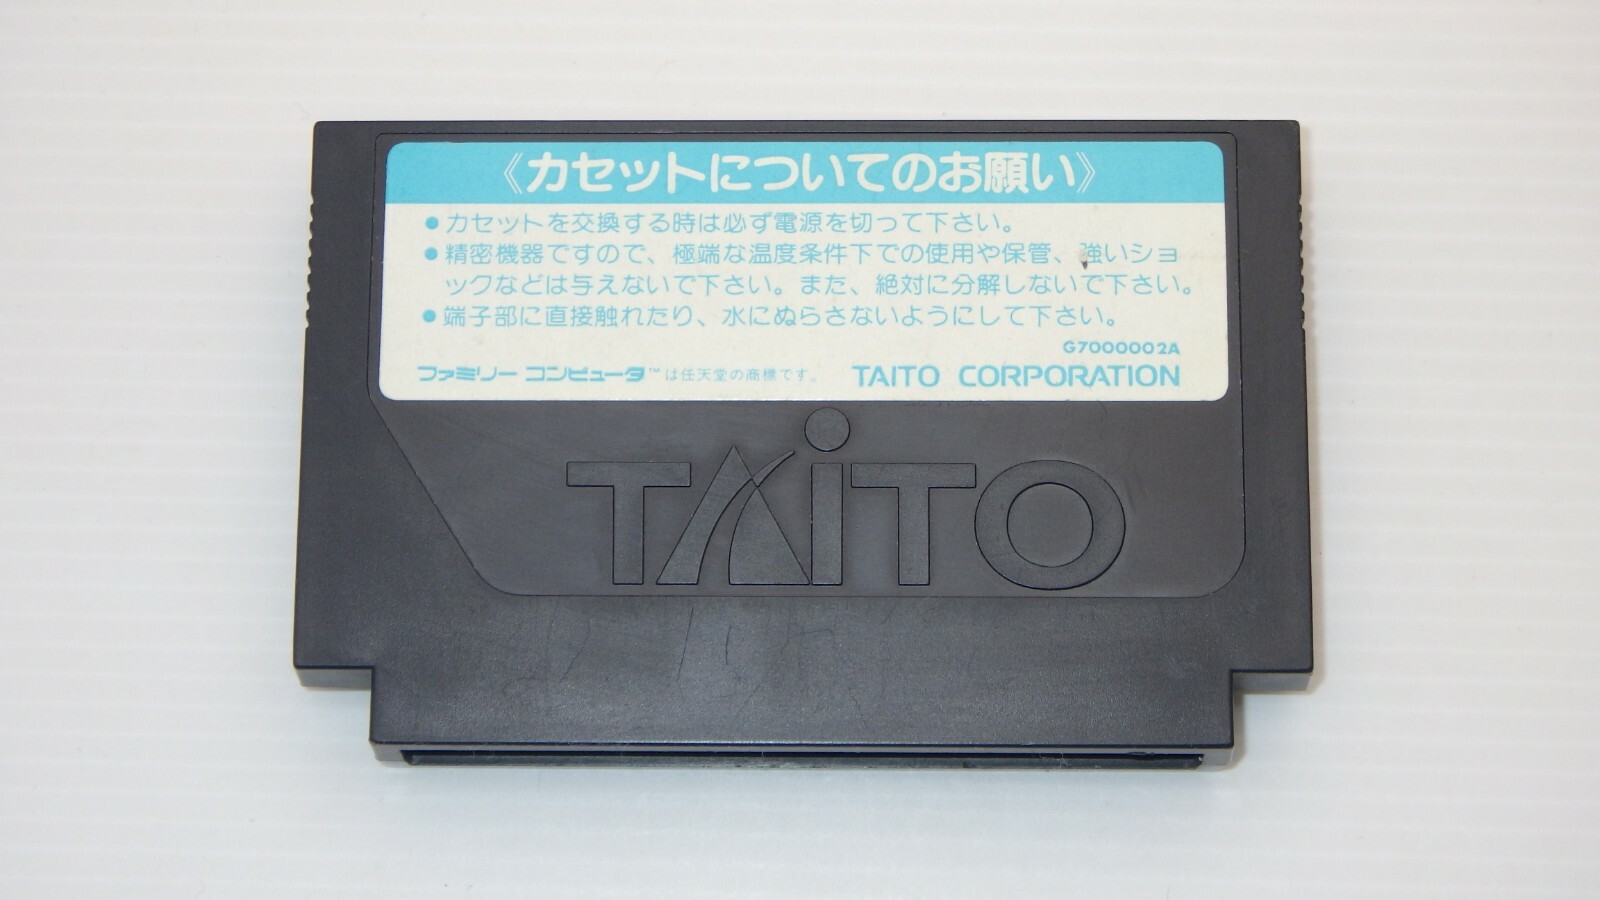 《カセットについてのお願い》
●カセットを交換する時は必ず電源を切って下さい。
●精密機器ですので、極端な温度条件下での使用や保管、強いショ
ックなどは与えないで下さい。また、絶対に分解しないで下さい。
●端子部に直接触れたり、水にぬらさないようにして下さい。
G7000002A
ファミリー コンピュータ™は任天堂の商標です。 TAITO CORPORATION
TAiTO